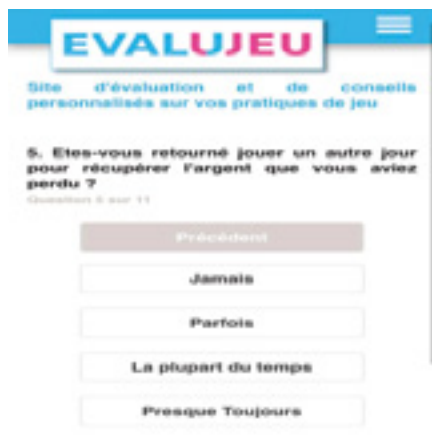 EVALUJEU
Site d'évaluation et de conseils
personnalisés sur vos pratiques de jeu
5. Etes-vous retourné jouer un autre jour
pour récupérer l'argent que vous aviez
perdu ?
Question 5 sur 11
Précédent
Jamais
Parfois
La plupart du temps
Presque Toujours